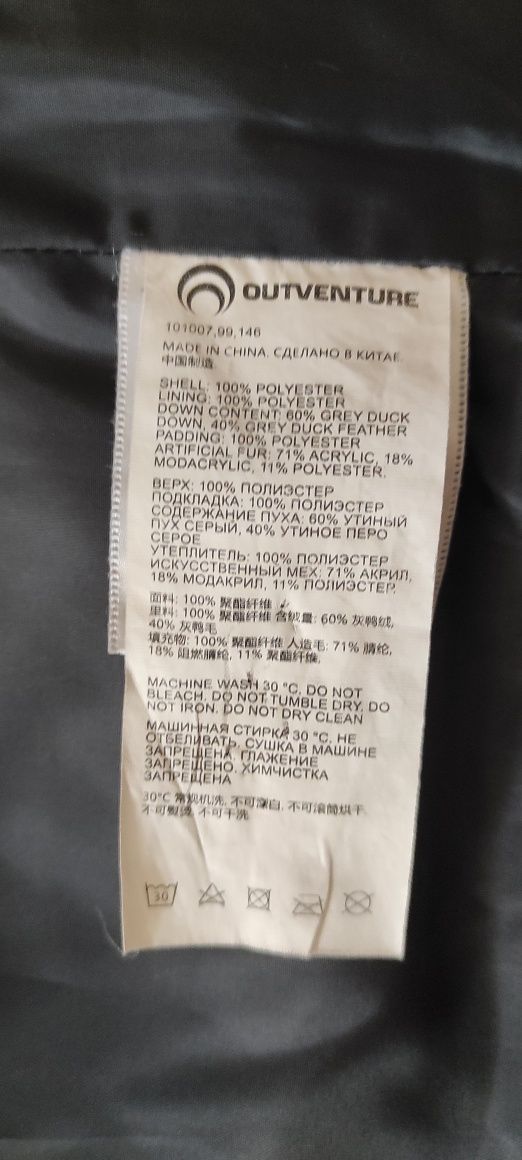 OUTVENTURE
101007,99,146
MADE IN CHINA. СДЕЛАНО В КИТАЕ.
中国制造
SHELL: 100% POLYESTER
LINING: 100% POLYESTER
DOWN CONTENT: 60% GREY DUCK
DOWN, 40% GREY DUCK FEATHER
PADDING: 100% POLYESTER
ARTIFICIAL FUR: 71% ACRYLIC, 18%
MODACRYLIC, 11% POLYESTER.
ВЕРХ: 100% ПОЛИЭСТЕР
ПОДКЛАДКА: 100% ПОЛИЭСТЕР
СОДЕРЖАНИЕ ПУХА: 60% УТИНЫЙ
ПУХ СЕРЫЙ, 40% УТИНОЕ ПЕРО
СЕРОЕ
УТЕПЛИТЕЛЬ: 100% ПОЛИЭСТЕР
ИСКУССТВЕННЫЙ МЕХ: 71% АКРИЛ,
18% МОДАКРИЛ, 11% ПОЛИЭСТЕР.
面料: 100% 聚酯纤维
里料: 100% 聚酯纤维 含绒量: 60% 灰鸭绒,
40% 灰鸭毛
填充物: 100% 聚酯纤维 人造毛: 71% 腈纶,
18% 阻燃腈纶, 11% 聚酯纤维,
MACHINE WASH 30 °C. DO NOT
BLEACH. DO NOT TUMBLE DRY. DO
NOT IRON. DO NOT DRY CLEAN
МАШИННАЯ СТИРКА 30 °C. НЕ
ОТБЕЛИВАТЬ. СУШКА В МАШИНЕ
ЗАПРЕЩЕНА. ГЛАЖЕНИЕ
ЗАПРЕЩЕНО. ХИМЧИСТКА
ЗАПРЕЩЕНА
30°C 常规机洗. 不可漂白. 不可滚筒烘干.
不可熨烫. 不可干洗
30